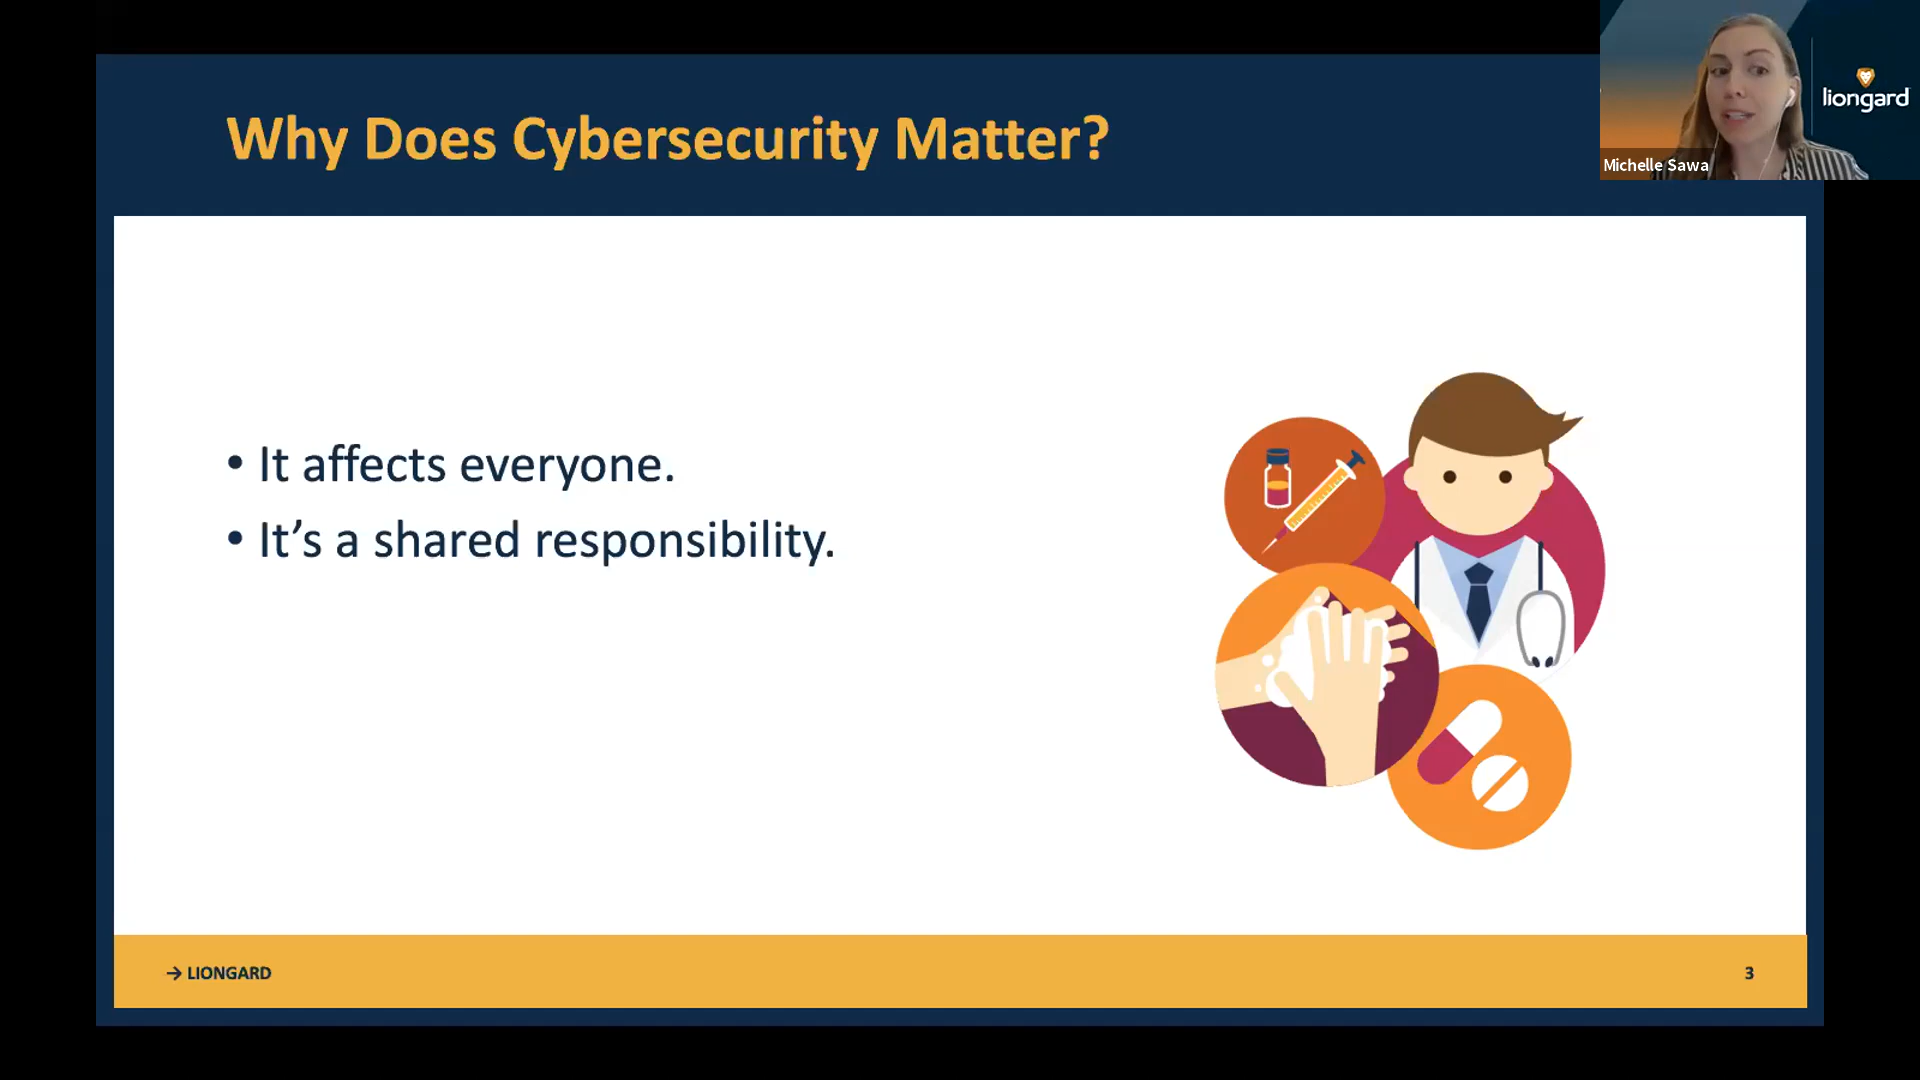 Why Does Cybersecurity Matter?
liongard
Michelle Sawa
• It affects everyone.
• It’s a shared responsibility.
→ LIONGARD
3